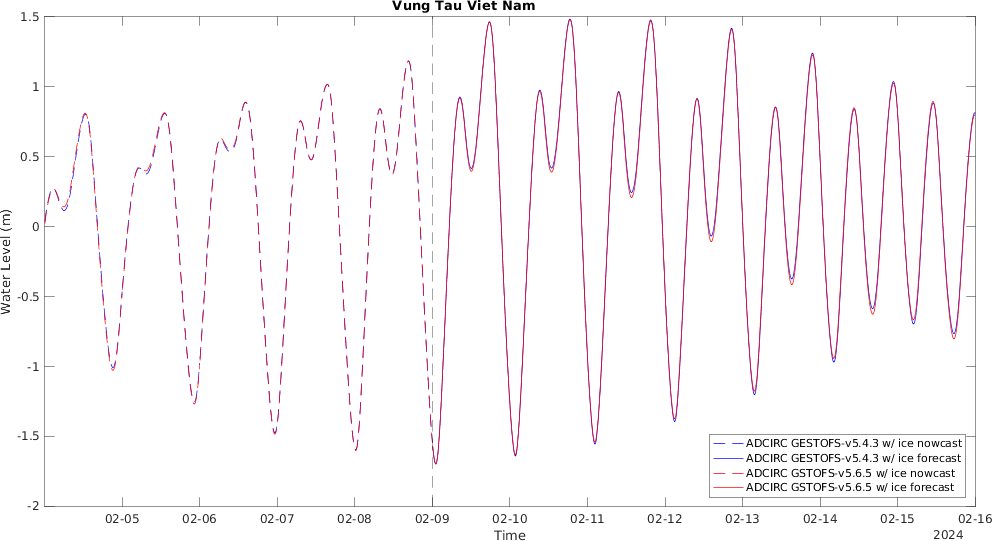 Vung Tau Viet Nam
1.5
1
0.5
0
-0.5
-1
-1.5
-2
Water Level (m)
02-05 02-06 02-07 02-08 02-09 02-10 02-11 02-12 02-13 02-14 02-15 02-16
Time
2024
ADCIRC GESTOFS-v5.4.3 w/ ice nowcast
ADCIRC GESTOFS-v5.4.3 w/ ice forecast
ADCIRC GSTOFS-v5.6.5 w/ ice nowcast
ADCIRC GSTOFS-v5.6.5 w/ ice forecast